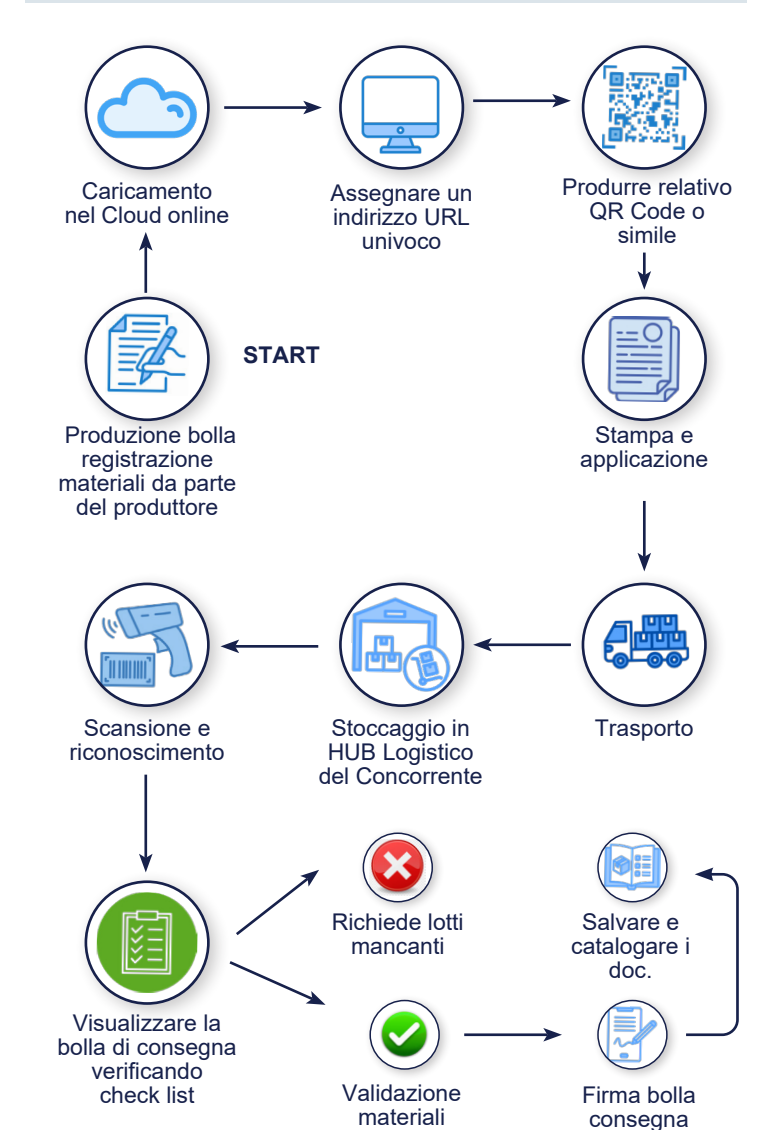 Caricamento
nel Cloud online
Assegnare un
indirizzo URL
univoco
Produrre relativo
QR Code o
simile
START
Produzione bolla
registrazione
materiali da parte
del produttore
Stampa e
applicazione
Scansione e
riconoscimento
Stoccaggio in
HUB Logistico
del Concorrente
Trasporto
Richiede lotti
mancanti
Salvare e
catalogare i
doc.
Visualizzare la
bolla di consegna
verificando
check list
Validazione
materiali
Firma bolla
consegna